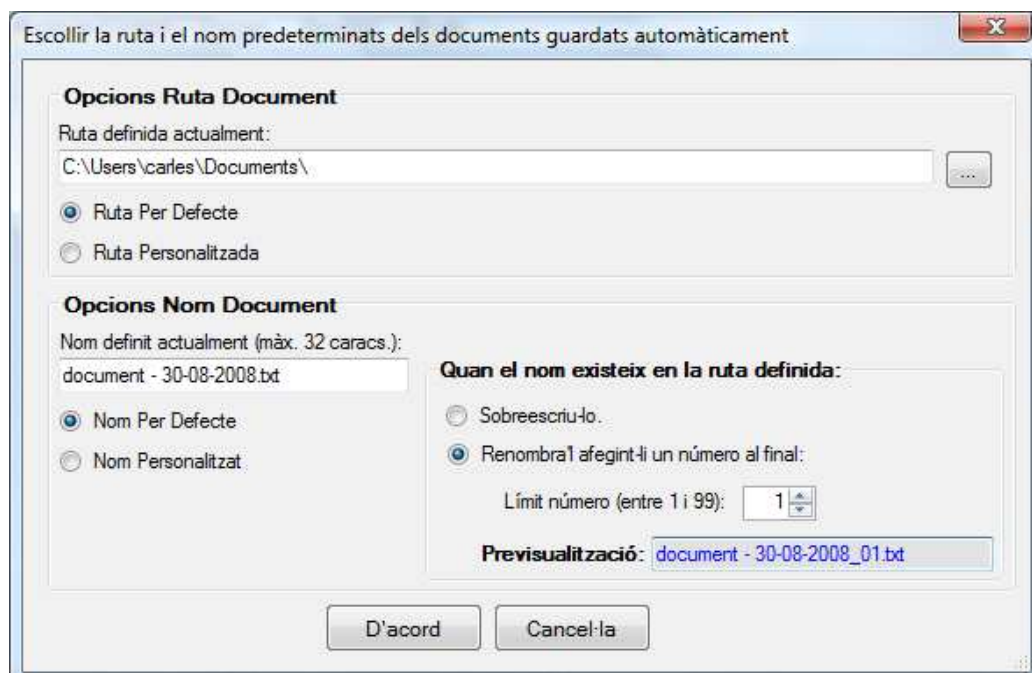 Escollir la ruta i el nom predeterminats dels documents guardats automàticament
Opcions Ruta Document
Ruta definida actualment:
C:\Users\carles\Documents\
...
Ruta Per Defecte
Ruta Personalitzada
Opcions Nom Document
Nom definit actualment (màx. 32 caracs.):
document - 30-08-2008.txt
Nom Per Defecte
Nom Personalitzat
Quan el nom existeix en la ruta definida:
Sobreescriu-lo.
Renombra'l afegint-li un número al final:
Límit número (entre 1 i 99): 1
Previsualització: document - 30-08-2008_01.txt
D'acord Cancel·la